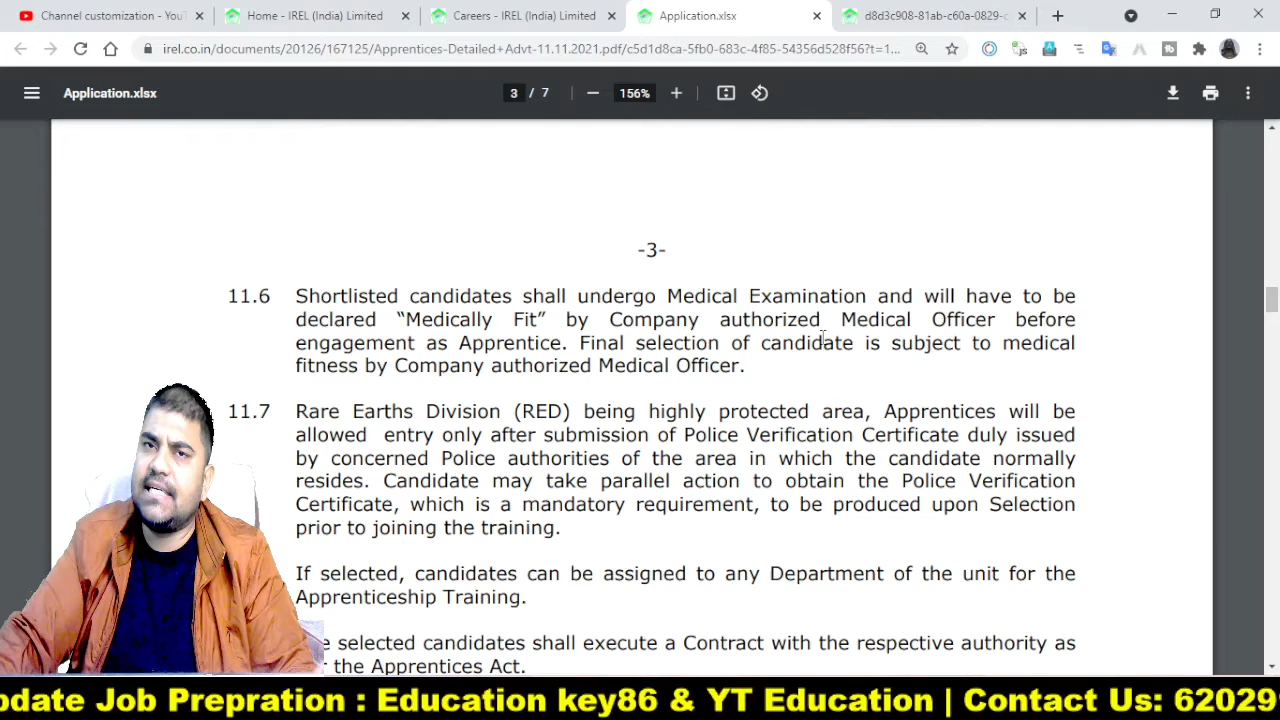 Channel customization - YouT
Home - IREL (India) Limited
Careers - IREL (India) Limited
Application.xlsx
d8d3c908-81ab-c60a-0829-c
irel.co.in/documents/20126/167125/Apprentices-Detailed+Advt-11.11.2021.pdf/c5d1d8ca-5fb0-683c-4f85-54356d528f56?t=1...
Application.xlsx
3 / 7
156%
-3-
11.6 Shortlisted candidates shall undergo Medical Examination and will have to be
declared “Medically Fit” by Company authorized Medical Officer before
engagement as Apprentice. Final selection of candidate is subject to medical
fitness by Company authorized Medical Officer.
11.7 Rare Earths Division (RED) being highly protected area, Apprentices will be
allowed entry only after submission of Police Verification Certificate duly issued
by concerned Police authorities of the area in which the candidate normally
resides. Candidate may take parallel action to obtain the Police Verification
Certificate, which is a mandatory requirement, to be produced upon Selection
prior to joining the training.
If selected, candidates can be assigned to any Department of the unit for the
Apprenticeship Training.
selected candidates shall execute a Contract with the respective authority as
the Apprentices Act.
pdate Job Prepration : Education key86 & YT Education | Contact Us: 62029